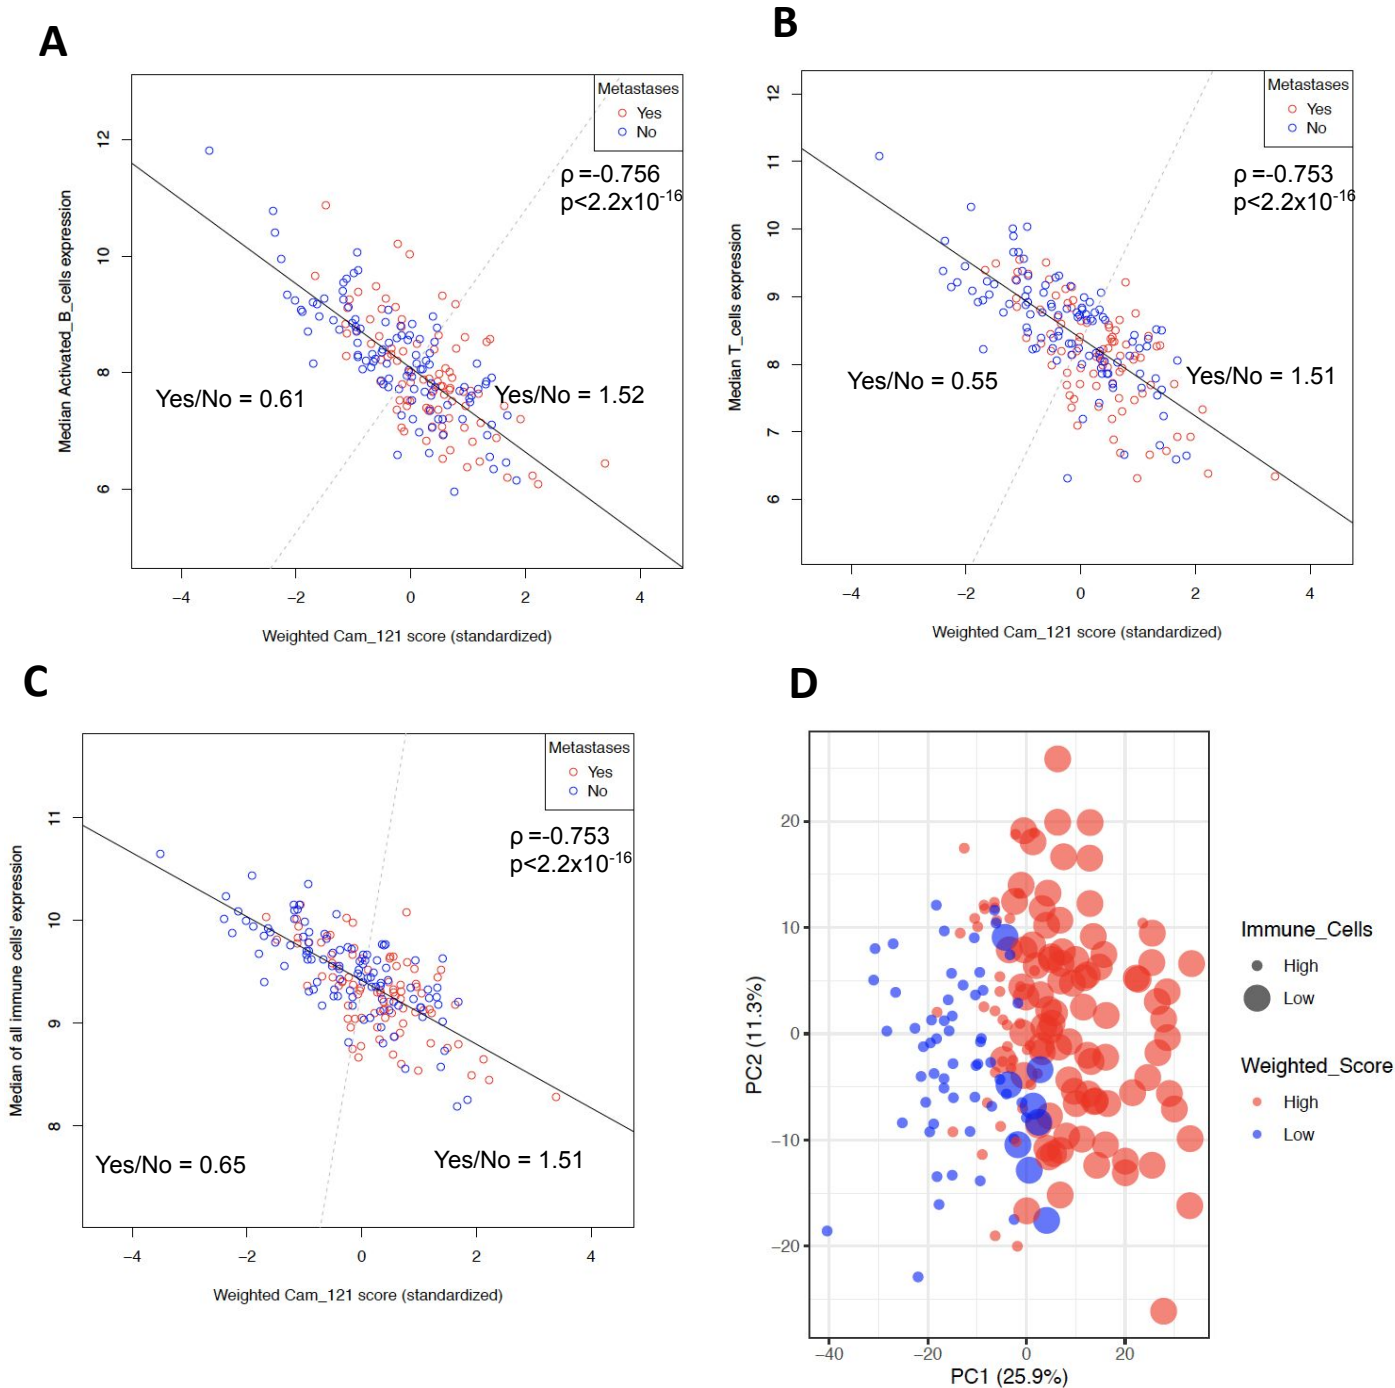 A
Metastases
Yes
No
ρ =-0.756
p<2.2x10-16
Yes/No = 0.61
Yes/No = 1.52
12
10
8
6
Median Activated_B_cells expression
−4
−2
0
2
4
Weighted Cam_121 score (standardized)
B
Metastases
Yes
No
ρ =-0.753
p<2.2x10-16
Yes/No = 0.55
Yes/No = 1.51
12
11
10
9
8
7
6
Median T_cells expression
−4
−2
0
2
4
Weighted Cam_121 score (standardized)
C
Metastases
Yes
No
ρ =-0.753
p<2.2x10-16
Yes/No = 0.65
Yes/No = 1.51
11
10
9
8
Median of all immune cells' expression
−4
−2
0
2
4
Weighted Cam_121 score (standardized)
D
20
10
0
−10
−20
PC2 (11.3%)
−40
−20
0
20
PC1 (25.9%)
Immune_Cells
High
Low
Weighted_Score
High
Low